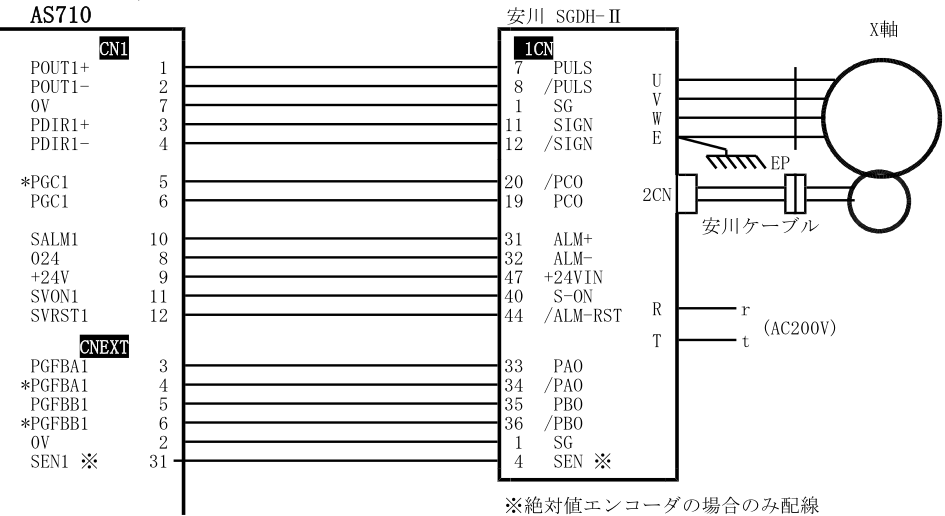 AS710 安川 SGDH-Ⅱ
X軸
CN1 1CN
POUT1+ 1 7 PULS
POUT1- 2 8 /PULS
0V 7 1 SG
PDIR1+ 3 11 SIGN
PDIR1- 4 12 /SIGN
U
V
W
E
EP
*PGC1 5 20 /PCO
PGC1 6 19 PCO
2CN
安川ケーブル
SALM1 10 31 ALM+
024 8 32 ALM-
+24V 9 47 +24VIN
SVON1 11 40 S-ON
SVRST1 12 44 /ALM-RST
R r
(AC200V)
T t
CNEXT
PGFBA1 3 33 PAO
*PGFBA1 4 34 /PAO
PGFBB1 5 35 PBO
*PGFBB1 6 36 /PBO
0V 2 1 SG
SEN1 ※ 31 4 SEN ※
※絶対値エンコーダの場合のみ配線